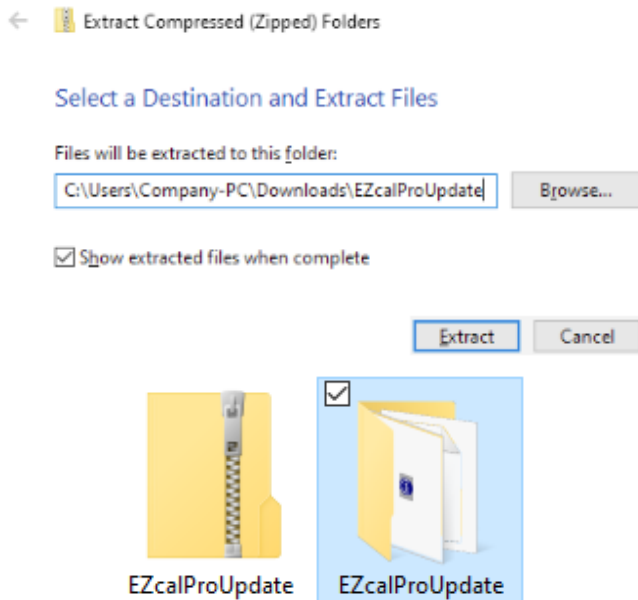 Extract Compressed (Zipped) Folders
Select a Destination and Extract Files
Files will be extracted to this folder:
C:\Users\Company-PC\Downloads\EZcalProUpdate Browse...
Show extracted files when complete
Extract Cancel
EZcalProUpdate EZcalProUpdate